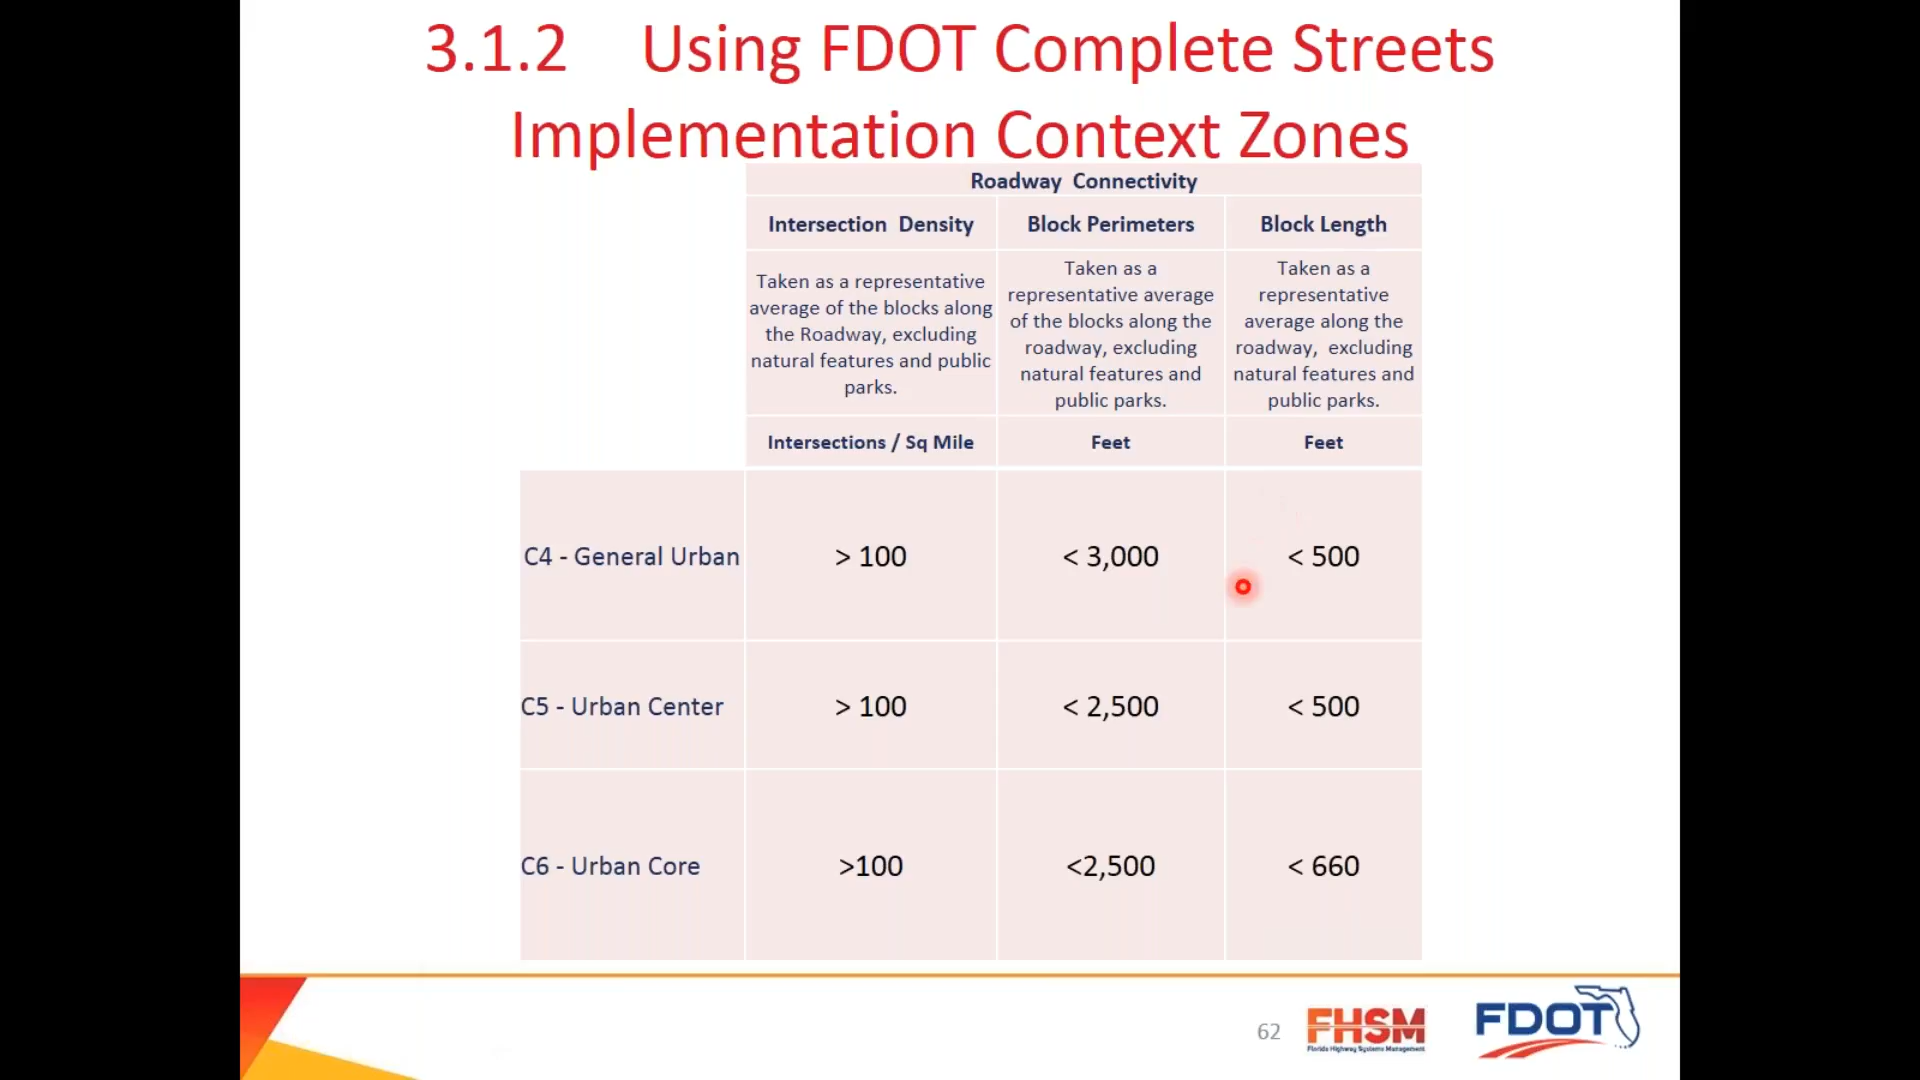 3.1.2 Using FDOT Complete Streets
Implementation Context Zones
Roadway Connectivity
Intersection Density
Block Perimeters
Block Length
Taken as a representative
average of the blocks along
the Roadway, excluding
natural features and public
parks.
Taken as a
representative average
of the blocks along the
roadway, excluding
natural features and
public parks.
Taken as a
representative
average along the
roadway, excluding
natural features and
public parks.
Intersections / Sq Mile
Feet
Feet
C4 - General Urban
> 100
< 3,000
< 500
C5 - Urban Center
> 100
< 2,500
< 500
C6 - Urban Core
>100
<2,500
< 660
62
FHSM
Florida Highway Systems Management
FDOT